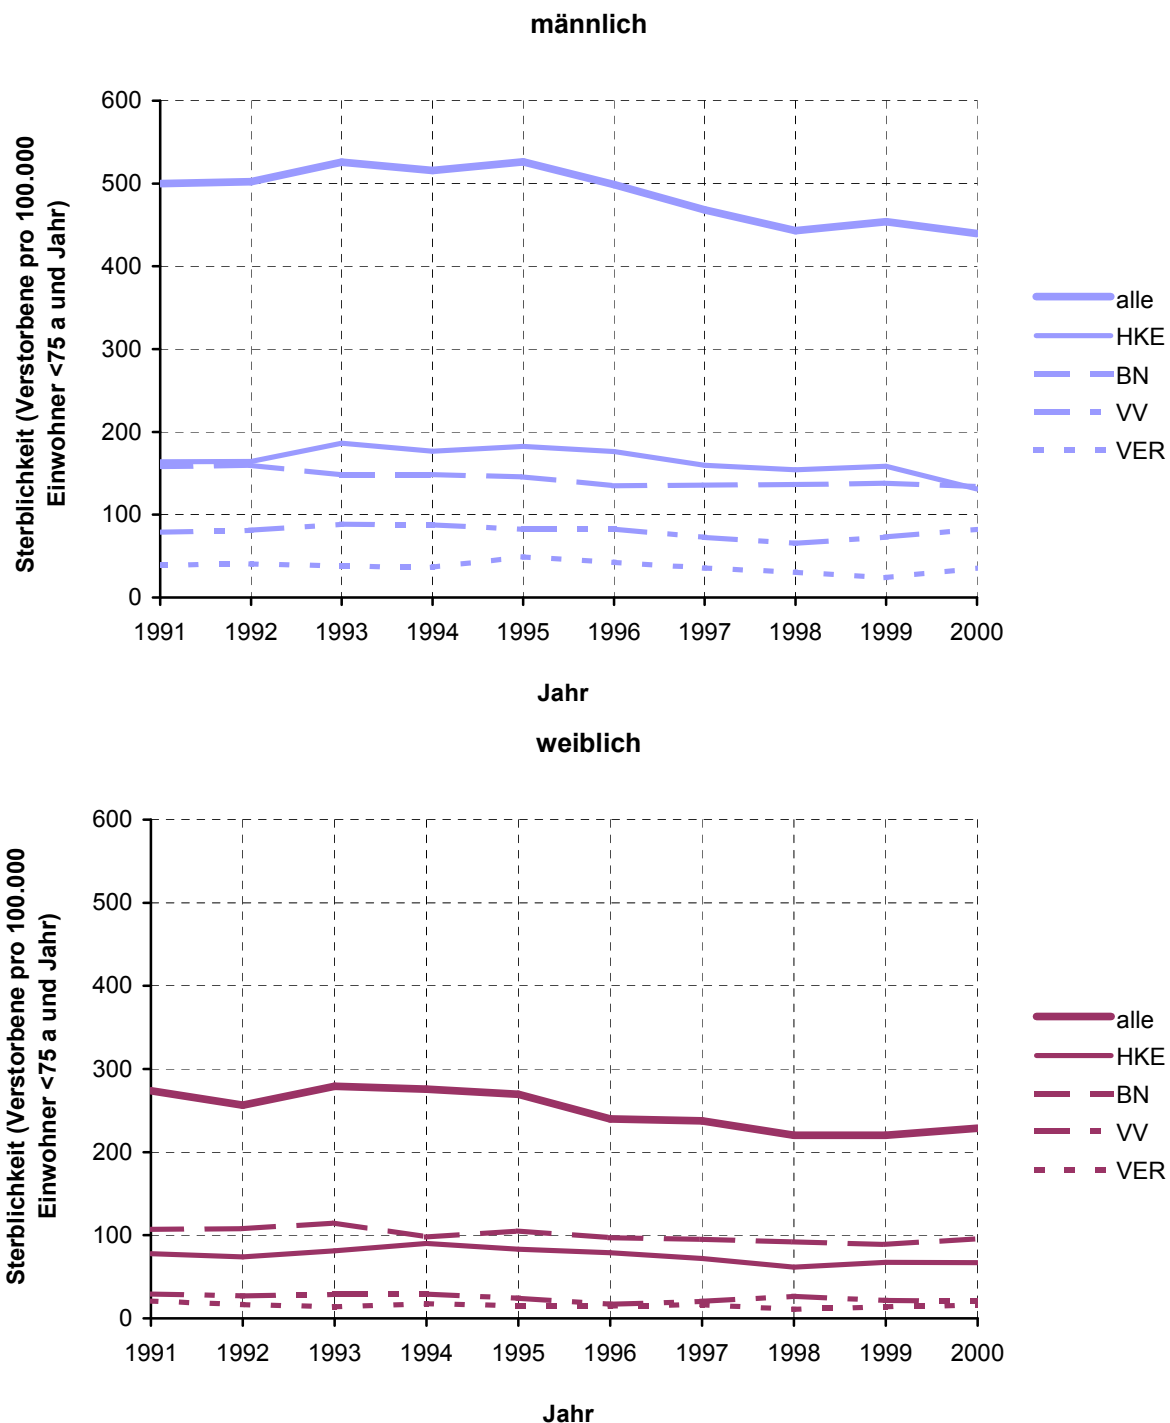 männlich
Sterblichkeit (Verstorbene pro 100.000
Einwohner <75 a und Jahr)
600
500
400
300
200
100
0
1991 1992 1993 1994 1995 1996 1997 1998 1999 2000
Jahr
alle
HKE
BN
VV
VER
weiblich
Sterblichkeit (Verstorbene pro 100.000
Einwohner <75 a und Jahr)
600
500
400
300
200
100
0
1991 1992 1993 1994 1995 1996 1997 1998 1999 2000
Jahr
alle
HKE
BN
VV
VER